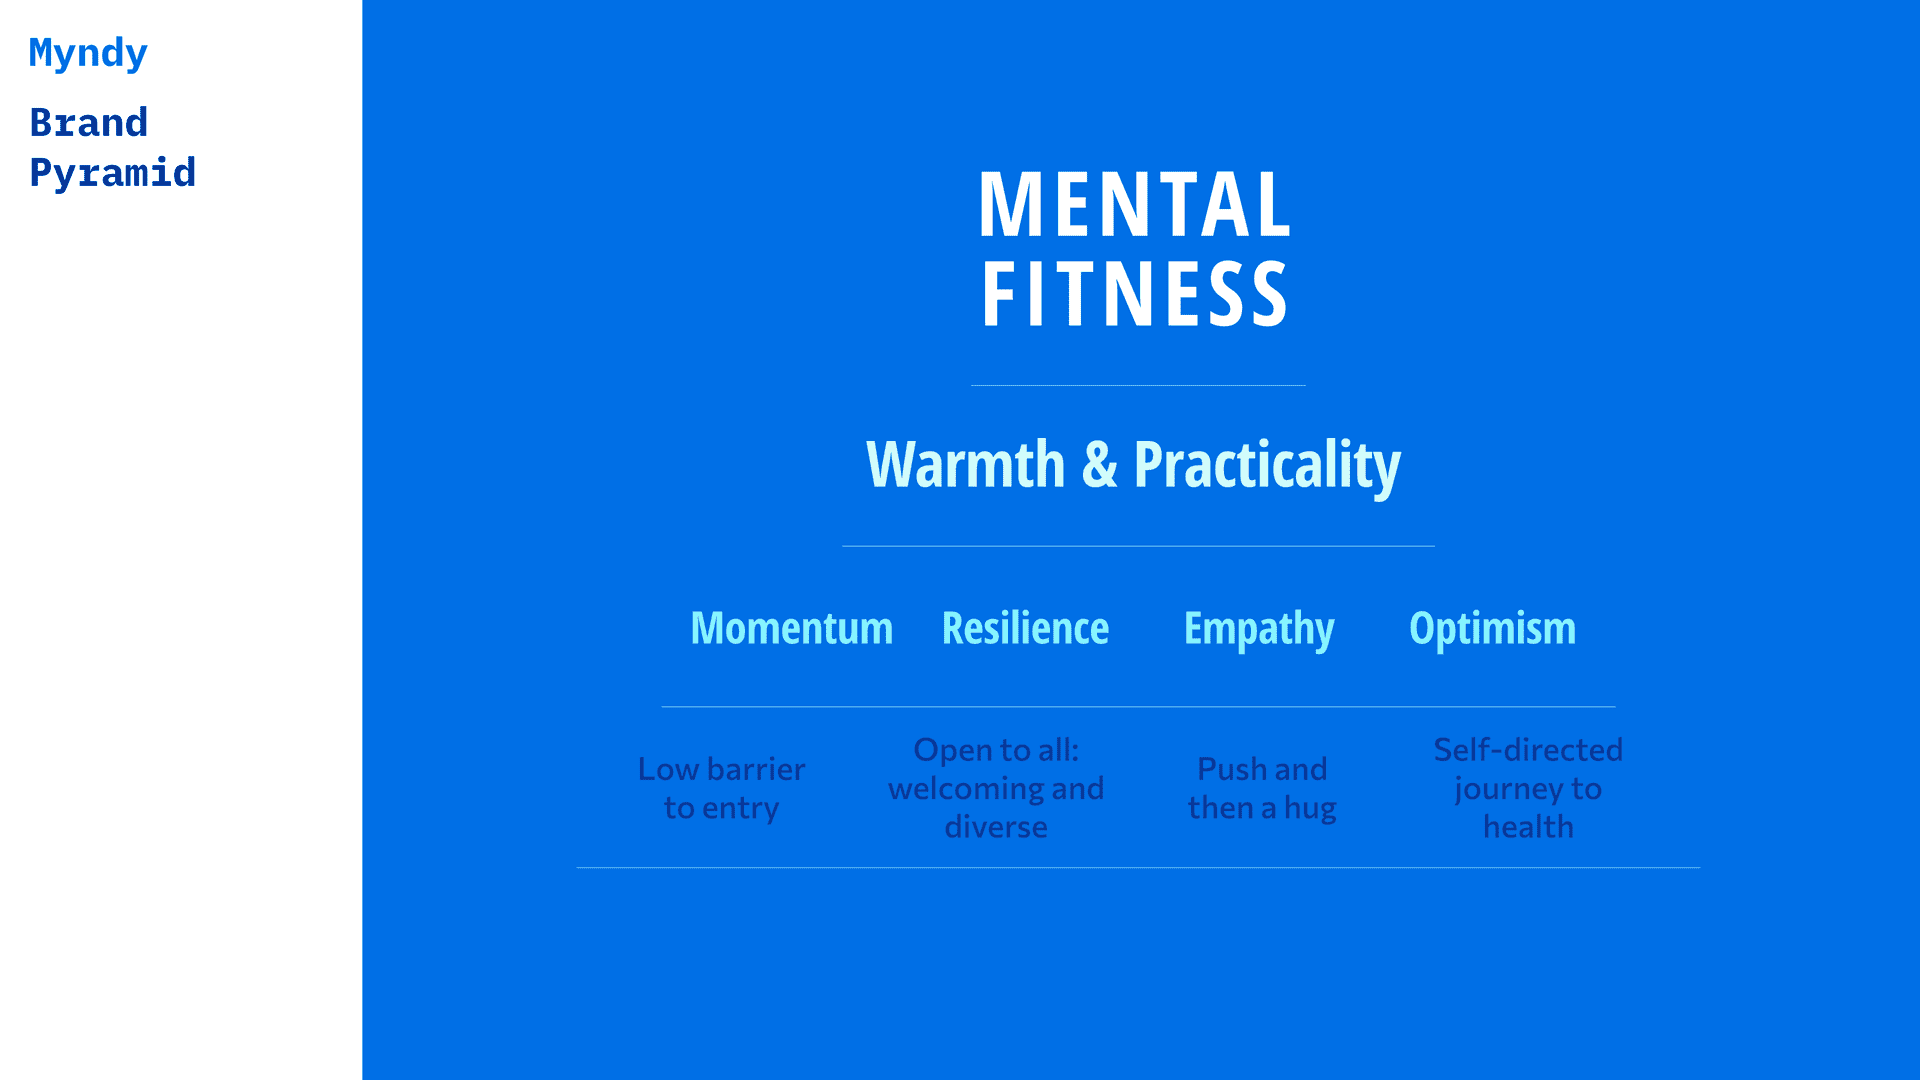 Myndy
Brand
Pyramid
MENTAL
FITNESS
Warmth & Practicality
Momentum Resilience Empathy Optimism
Low barrier
to entry
Open to all:
welcoming and
diverse
Push and
then a hug
Self-directed
journey to
health